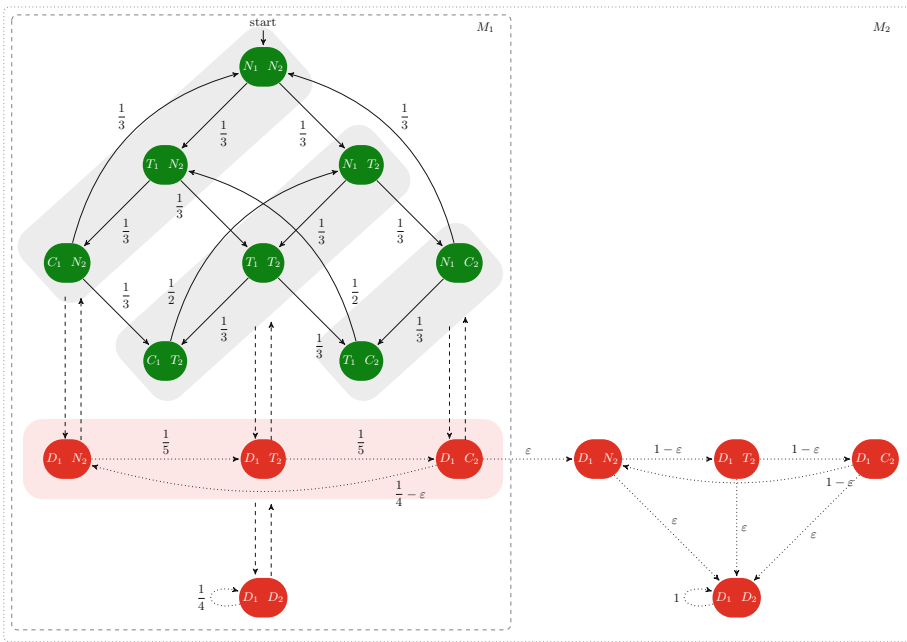 start
M₁
M₂
N₁ N₂
1/3
1/3
1/3
1/3
T₁ N₂
N₁ T₂
1/3
1/3
1/3
1/3
C₁ N₂
T₁ T₂
N₁ C₂
1/3
1/2
1/2
1/3
1/3
1/3
C₁ T₂
T₁ C₂
D₁ N₂
1/5
D₁ T₂
1/5
D₁ C₂
ε
D₁ N₂
1−ε
D₁ T₂
1−ε
D₁ C₂
1/4 − ε
1−ε
ε
ε
ε
1/4
D₁ D₂
1
D₁ D₂